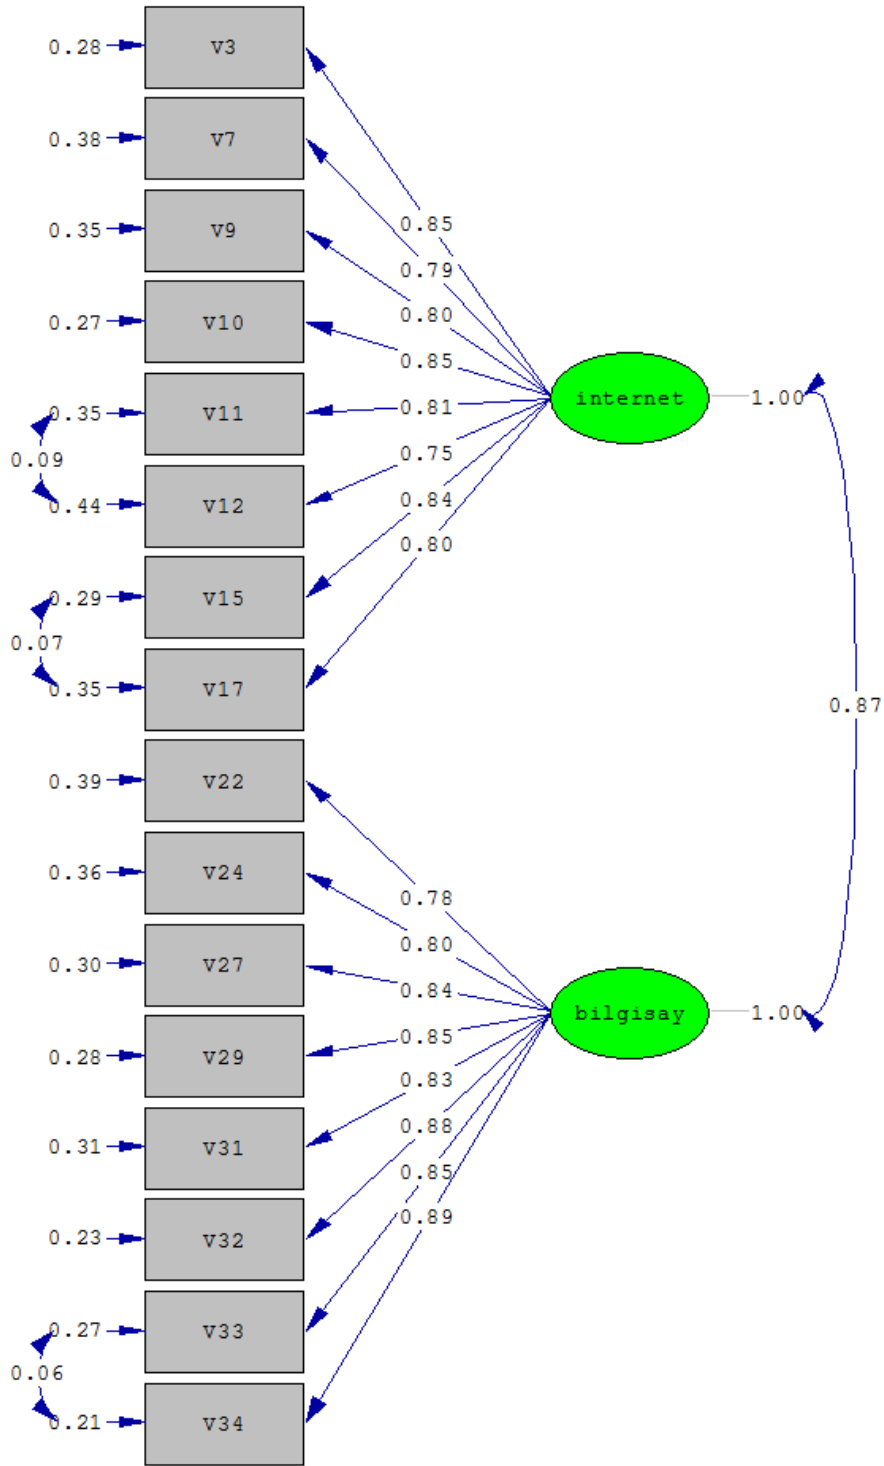 0.28 v3
0.38 v7
0.85
0.35 v9
0.79
0.80
0.27 v10
0.85
internet 1.00
0.35 v11
0.81
0.09
0.75
0.44 v12
0.84
0.80
0.29 v15
0.07
0.35 v17
0.87
0.39 v22
0.36 v24
0.78
0.80
0.30 v27
0.84
bilgisay 1.00
0.28 v29
0.85
0.83
0.31 v31
0.88
0.85
0.23 v32
0.89
0.27 v33
0.06
0.21 v34